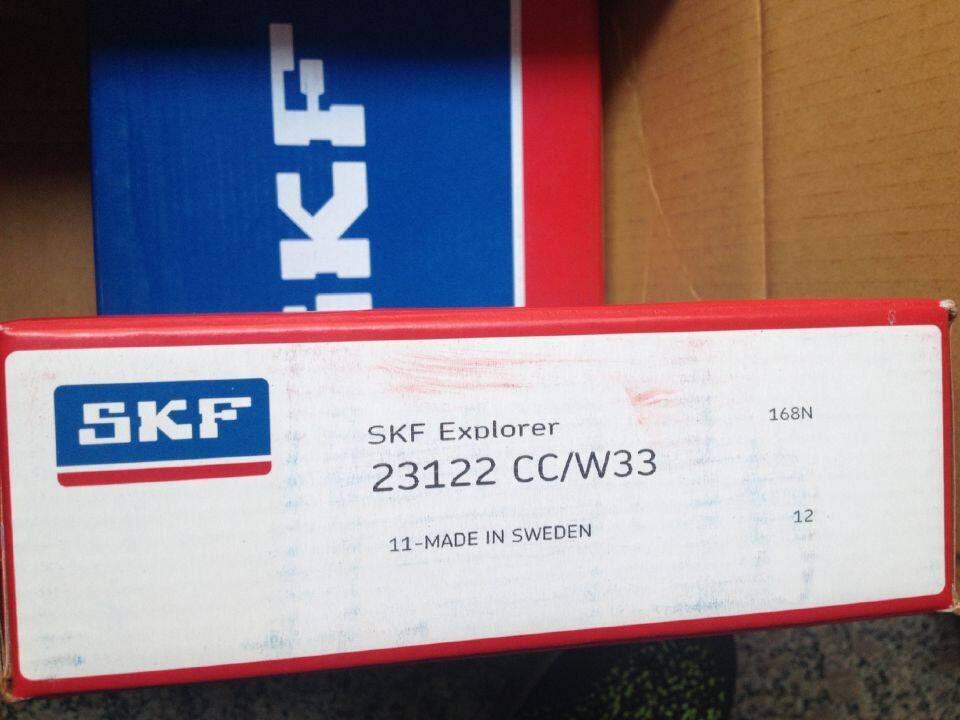 SKF
SKF
SKF Explorer
168N
23122 CC/W33
12
11-MADE IN SWEDEN